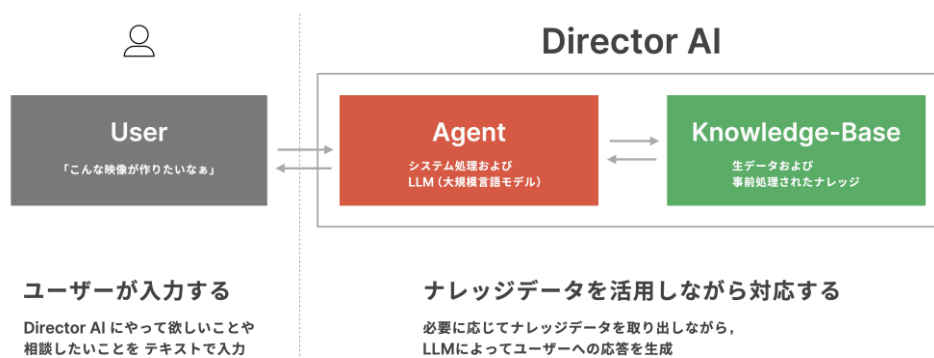 Director AI
User
「こんな映像が作りたいなぁ」
Agent
システム処理および
LLM（大規模言語モデル）
Knowledge-Base
生データおよび
事前処理されたナレッジ
ユーザーが入力する
Director AI にやって欲しいことや
相談したいことを テキストで入力
ナレッジデータを活用しながら対応する
必要に応じてナレッジデータを取り出しながら，
LLMによってユーザーへの応答を生成